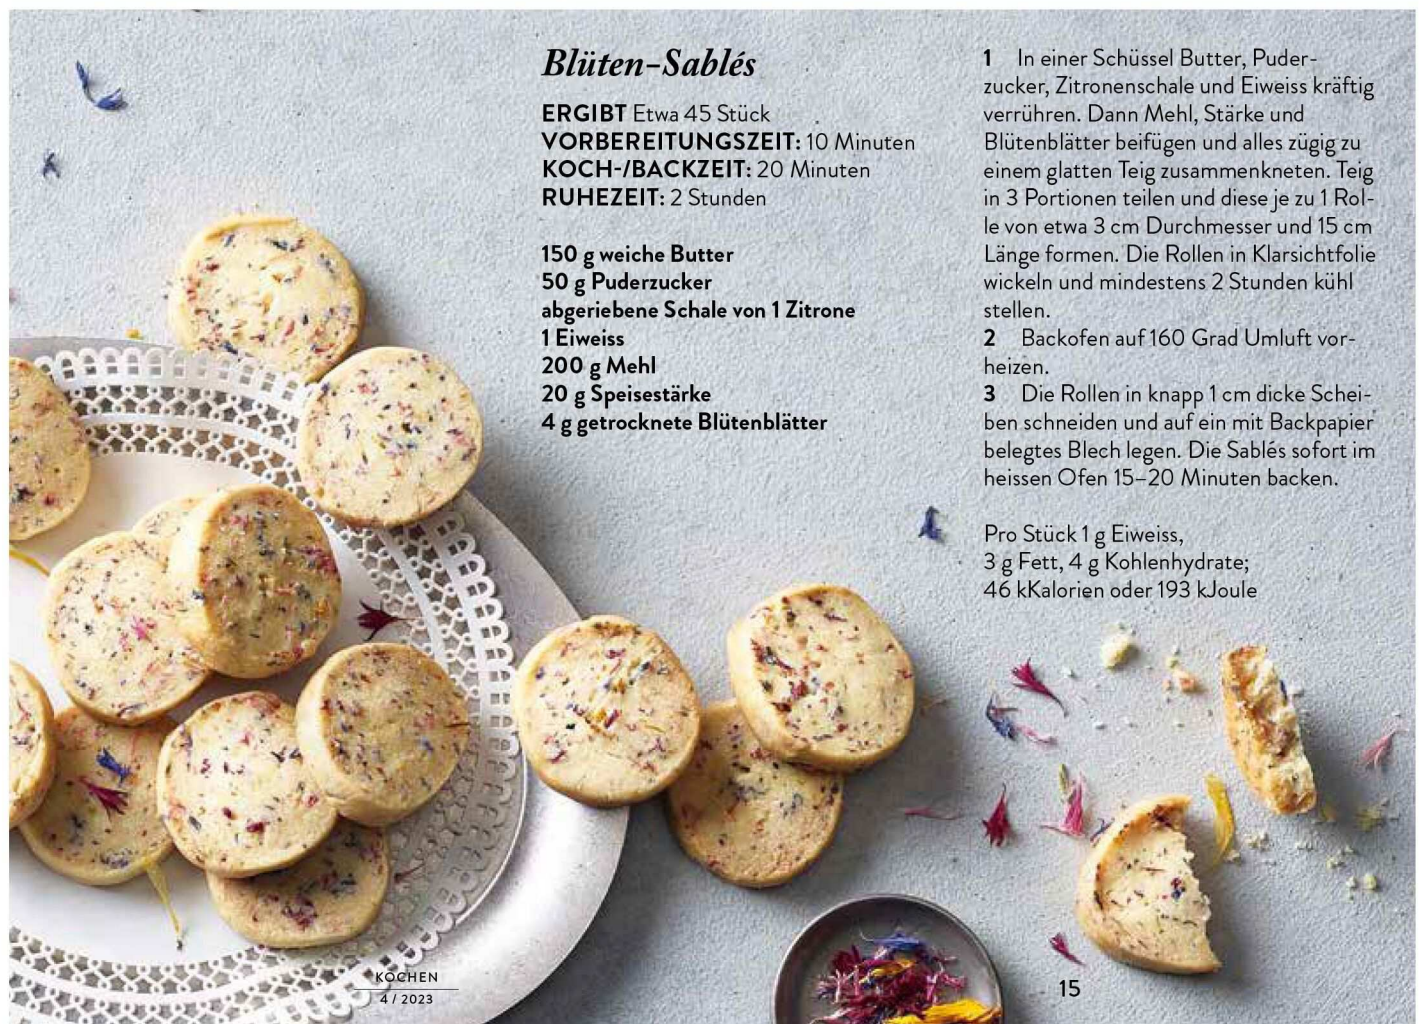 Blüten-Sablés
ERGIBT Etwa 45 Stück
VORBEREITUNGSZEIT: 10 Minuten
KOCH-/BACKZEIT: 20 Minuten
RUHEZEIT: 2 Stunden
150 g weiche Butter
50 g Puderzucker
abgeriebene Schale von 1 Zitrone
1 Eiweiss
200 g Mehl
20 g Speisestärke
4 g getrocknete Blütenblätter
1 In einer Schüssel Butter, Puder-
zucker, Zitronenschale und Eiweiss kräftig
verrühren. Dann Mehl, Stärke und
Blütenblätter beifügen und alles zügig zu
einem glatten Teig zusammenkneten. Teig
in 3 Portionen teilen und diese je zu 1 Rol-
le von etwa 3 cm Durchmesser und 15 cm
Länge formen. Die Rollen in Klarsichtfolie
wickeln und mindestens 2 Stunden kühl
stellen.
2 Backofen auf 160 Grad Umluft vor-
heizen.
3 Die Rollen in knapp 1 cm dicke Schei-
ben schneiden und auf ein mit Backpapier
belegtes Blech legen. Die Sablés sofort im
heissen Ofen 15–20 Minuten backen.
Pro Stück 1 g Eiweiss,
3 g Fett, 4 g Kohlenhydrate;
46 kKalorien oder 193 kJoule
KOCHEN
4 / 2023
15